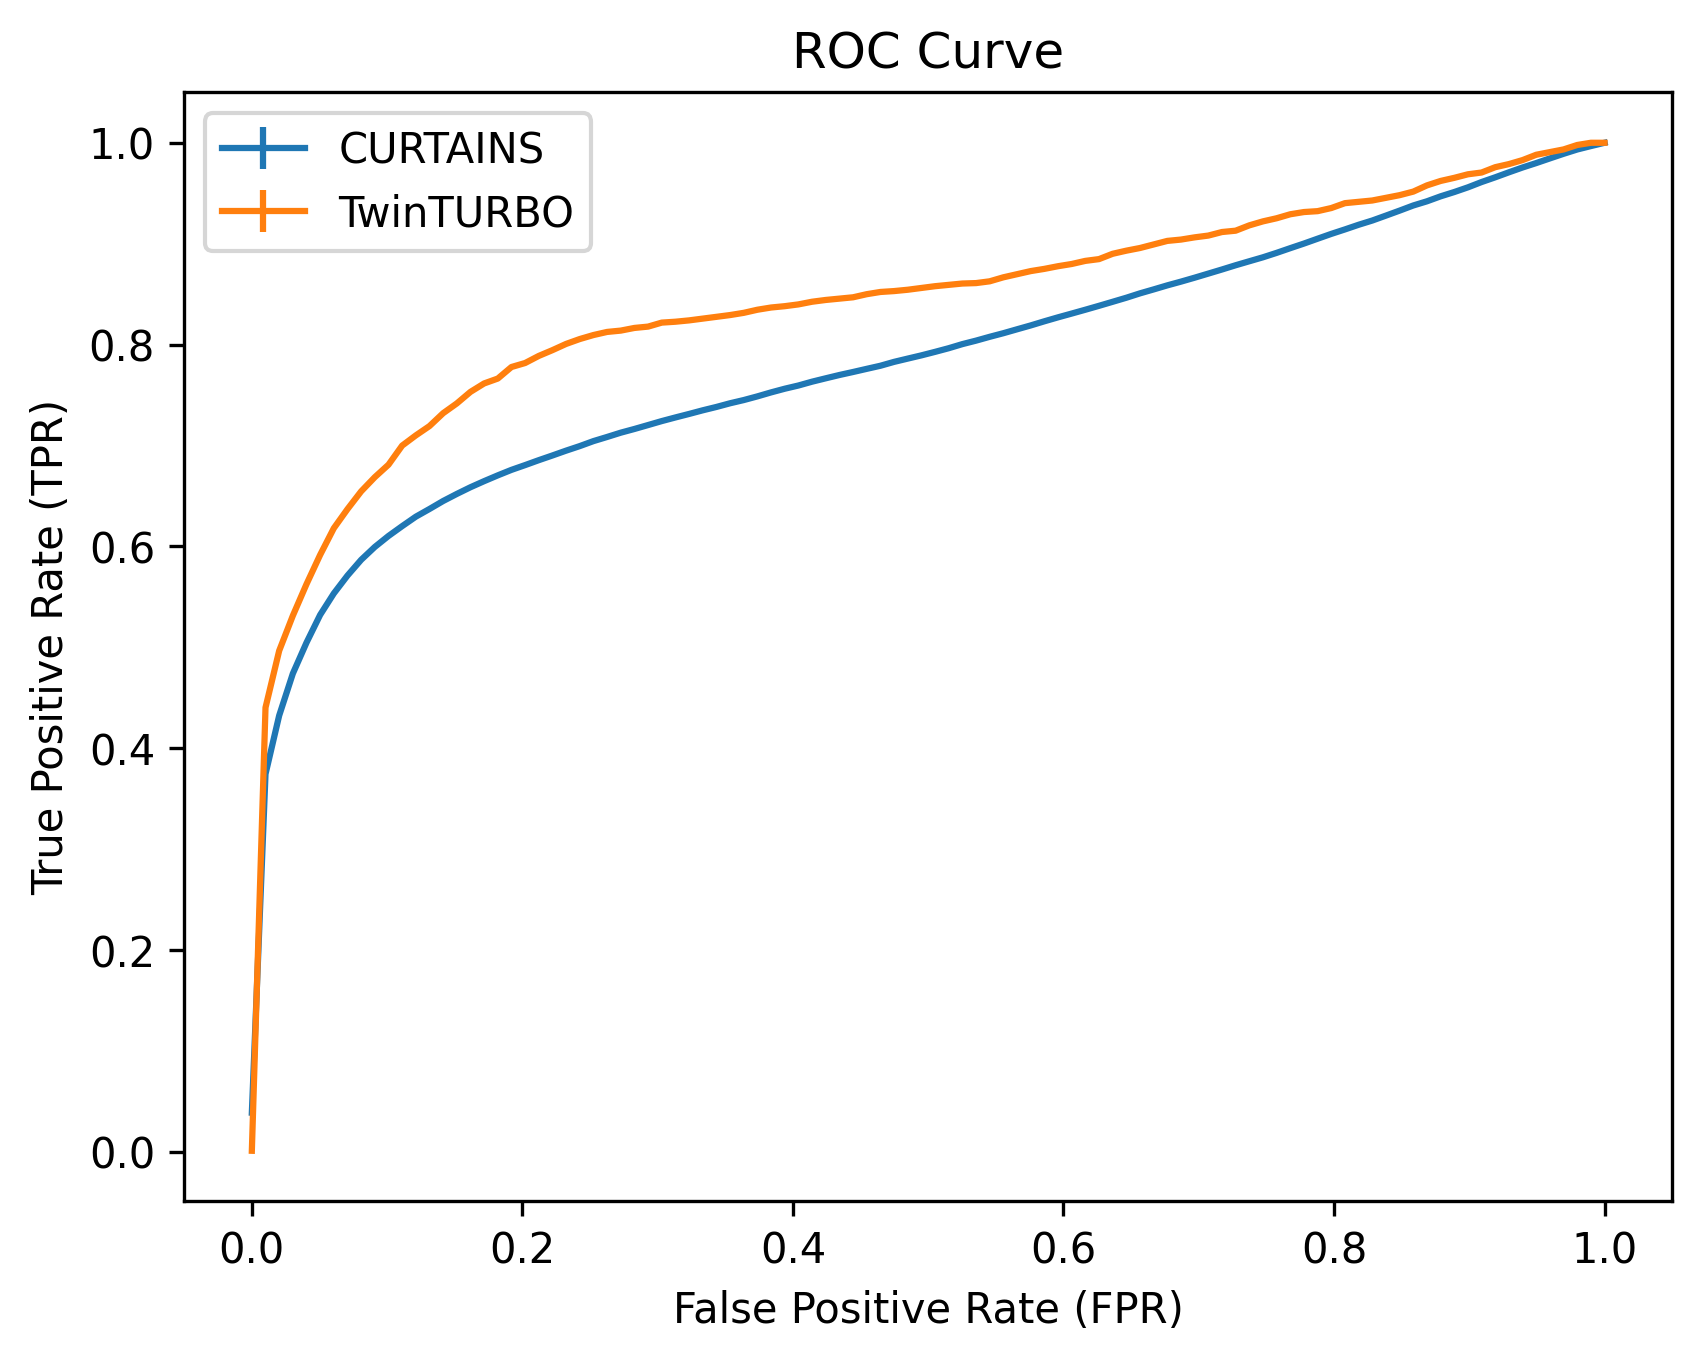 ROC Curve
CURTAINS
TwinTURBO
1.0
0.8
0.6
0.4
0.2
0.0
True Positive Rate (TPR)
0.0 0.2 0.4 0.6 0.8 1.0
False Positive Rate (FPR)